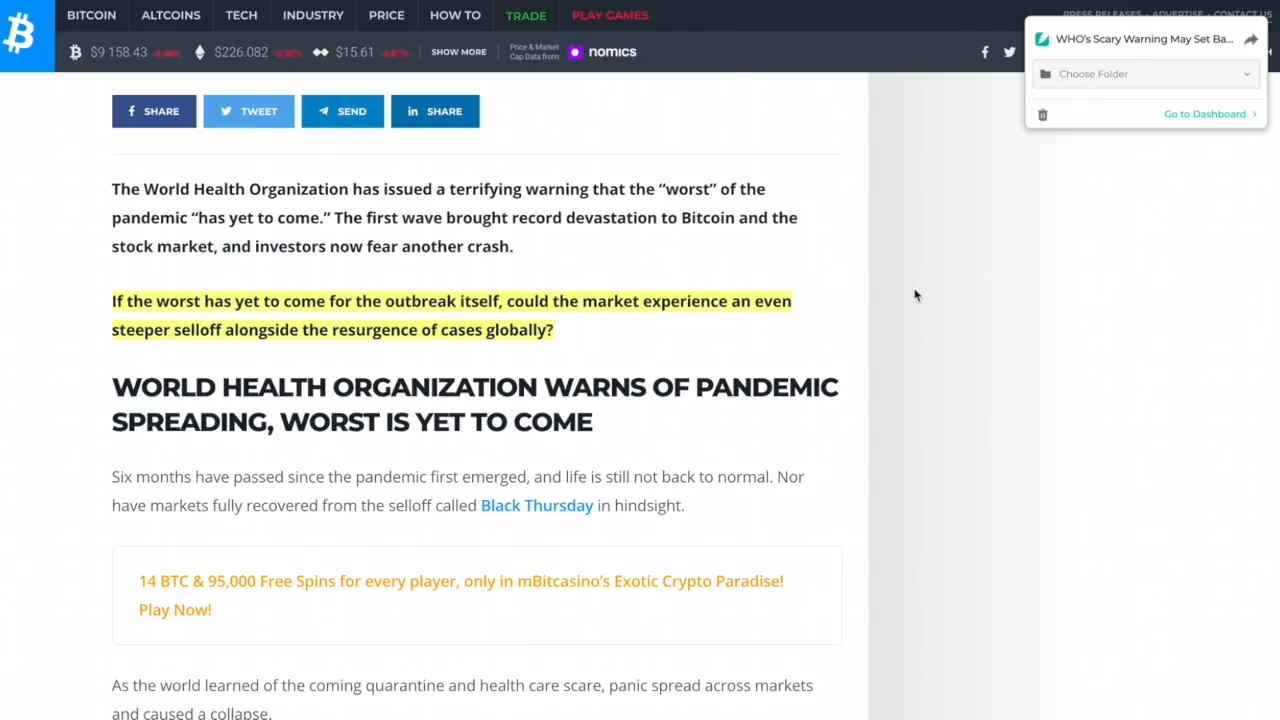 BITCOIN ALTCOINS TECH INDUSTRY PRICE HOW TO TRADE PLAY GAMES
PRESS RELEASES · ADVERTISE · CONTACT US
$9 158.43 $226.082 $15.61 SHOW MORE Price & Market Cap Data from: nomics
WHO's Scary Warning May Set Ba...
Choose Folder
Go to Dashboard
SHARE TWEET SEND SHARE
The World Health Organization has issued a terrifying warning that the “worst” of the
pandemic “has yet to come.” The first wave brought record devastation to Bitcoin and the
stock market, and investors now fear another crash.
If the worst has yet to come for the outbreak itself, could the market experience an even
steeper selloff alongside the resurgence of cases globally?
WORLD HEALTH ORGANIZATION WARNS OF PANDEMIC
SPREADING, WORST IS YET TO COME
Six months have passed since the pandemic first emerged, and life is still not back to normal. Nor
have markets fully recovered from the selloff called Black Thursday in hindsight.
14 BTC & 95,000 Free Spins for every player, only in mBitcasino’s Exotic Crypto Paradise!
Play Now!
As the world learned of the coming quarantine and health care scare, panic spread across markets
and caused a collapse.